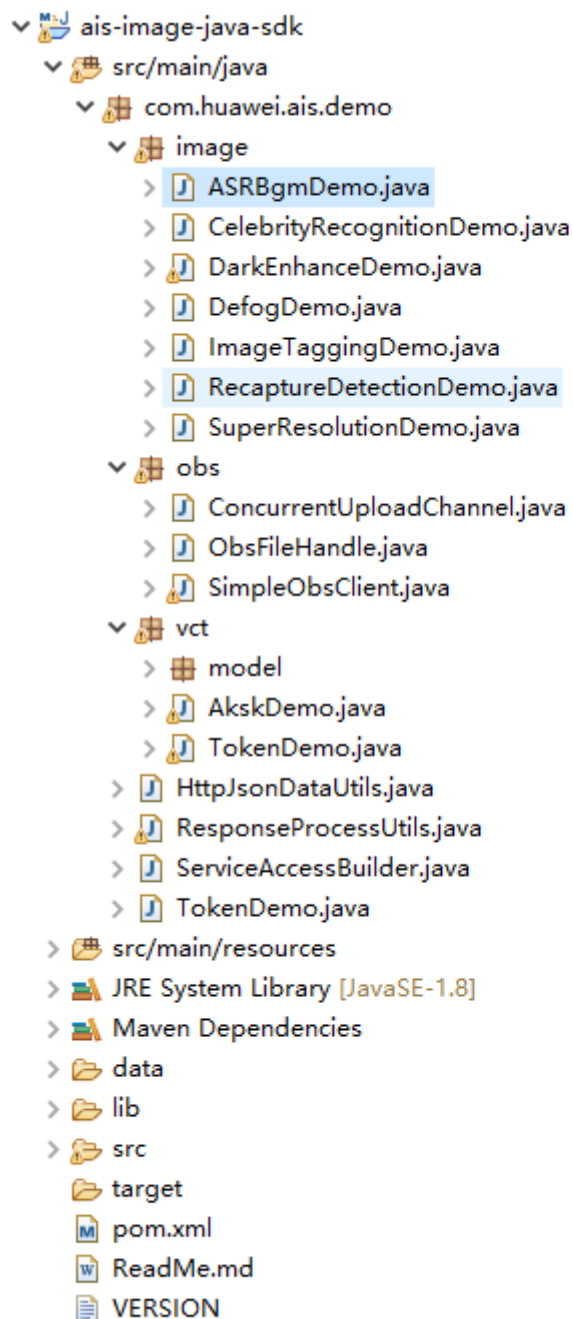 ais-image-java-sdk
src/main/java
com.huawei.ais.demo
image
ASRBgmDemo.java
CelebrityRecognitionDemo.java
DarkEnhanceDemo.java
DefogDemo.java
ImageTaggingDemo.java
RecaptureDetectionDemo.java
SuperResolutionDemo.java
obs
ConcurrentUploadChannel.java
ObsFileHandle.java
SimpleObsClient.java
vct
model
AkskDemo.java
TokenDemo.java
HttpJsonDataUtils.java
ResponseProcessUtils.java
ServiceAccessBuilder.java
TokenDemo.java
src/main/resources
JRE System Library [JavaSE-1.8]
Maven Dependencies
data
lib
src
target
pom.xml
ReadMe.md
VERSION